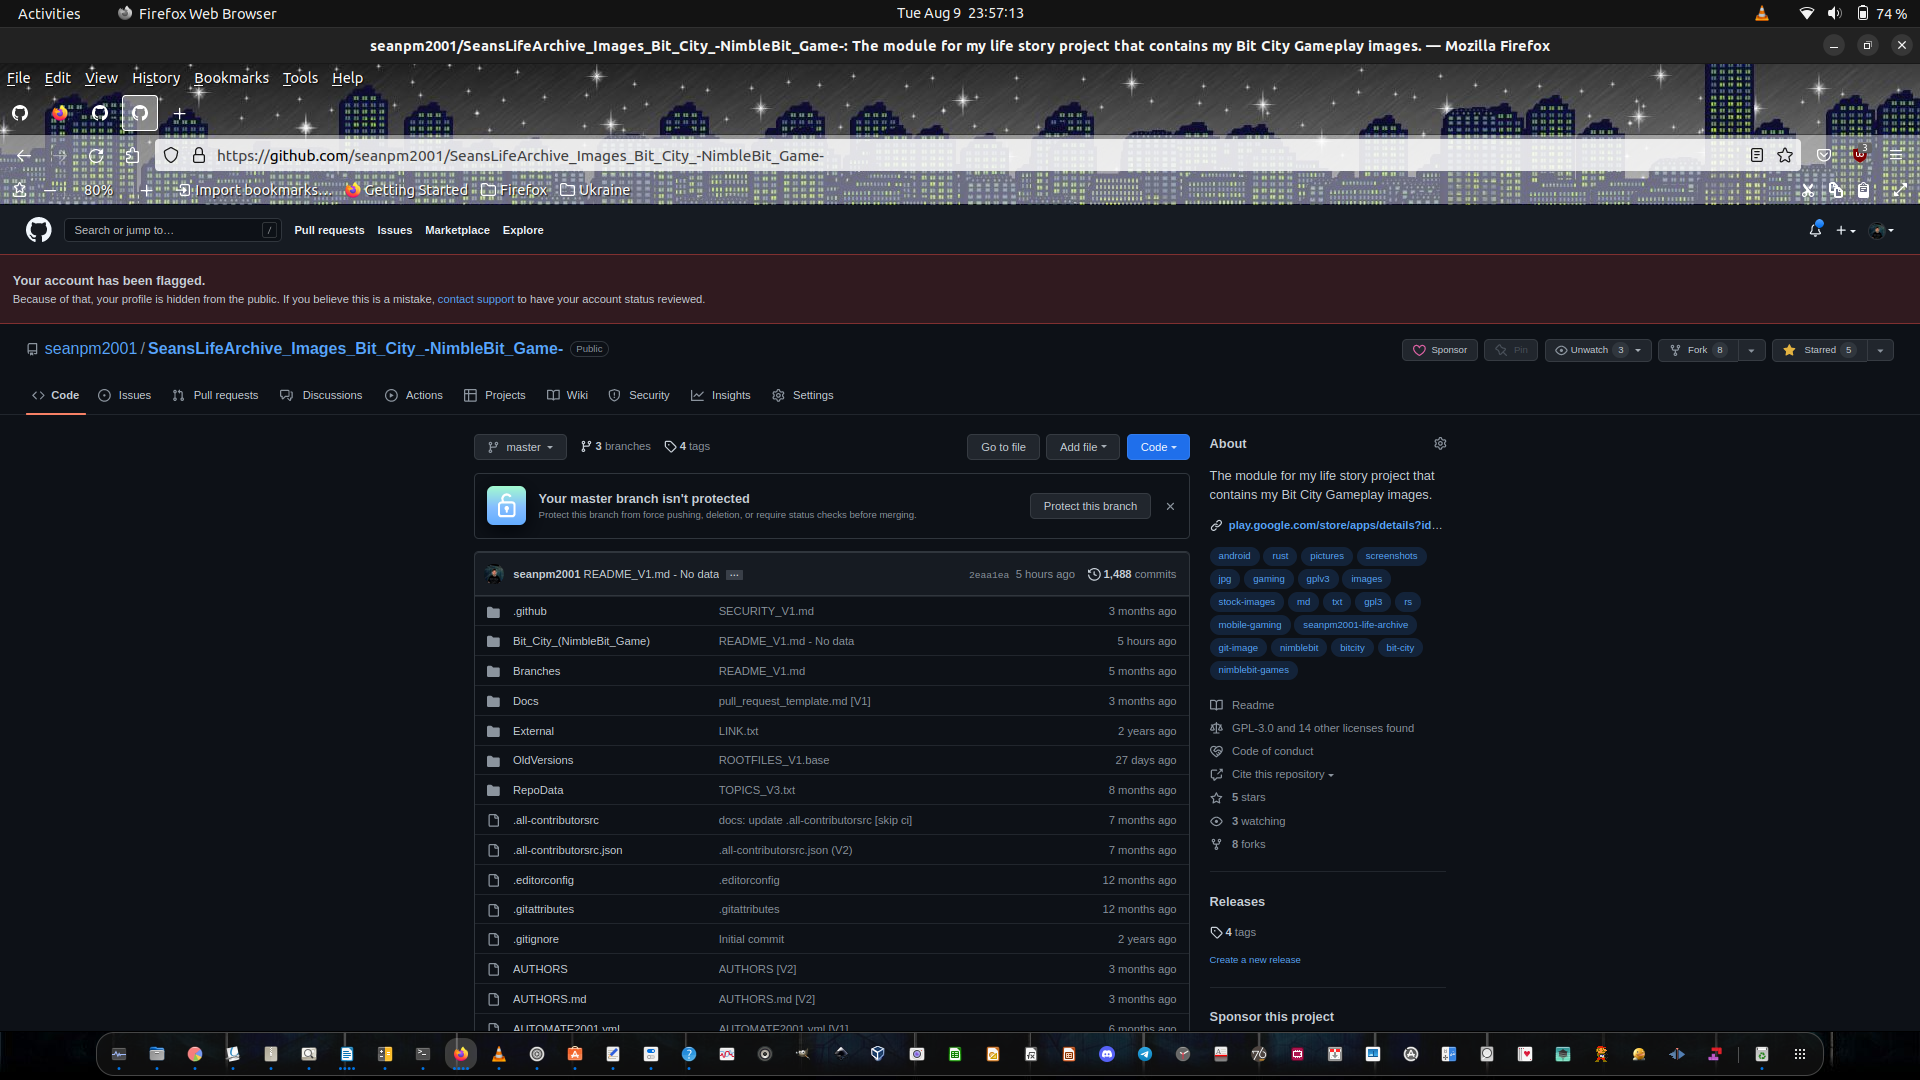 Activities
Firefox Web Browser
Tue Aug 9 23:57:13
74 %
seanpm2001/SeansLifeArchive_Images_Bit_City_-NimbleBit_Game-: The module for my life story project that contains my Bit City Gameplay images. — Mozilla Firefox
File Edit View History Bookmarks Tools Help
https://github.com/seanpm2001/SeansLifeArchive_Images_Bit_City_-NimbleBit_Game-
3
80%
Import bookmarks...
Getting Started
Firefox
Ukraine
Search or jump to...
/
Pull requests
Issues
Marketplace
Explore
Your account has been flagged.
Because of that, your profile is hidden from the public. If you believe this is a mistake, contact support to have your account status reviewed.
seanpm2001 / SeansLifeArchive_Images_Bit_City_-NimbleBit_Game-
Public
Sponsor
Pin
Unwatch 3
Fork 8
Starred 5
Code
Issues
Pull requests
Discussions
Actions
Projects
Wiki
Security
Insights
Settings
master
3 branches
4 tags
Go to file
Add file
Code
Your master branch isn't protected
Protect this branch from force pushing, deletion, or require status checks before merging.
Protect this branch
seanpm2001 README_V1.md - No data ...
2eaa1ea 5 hours ago
1,488 commits
.github SECURITY_V1.md 3 months ago
Bit_City_(NimbleBit_Game) README_V1.md - No data 5 hours ago
Branches README_V1.md 5 months ago
Docs pull_request_template.md [V1] 3 months ago
External LINK.txt 2 years ago
OldVersions ROOTFILES_V1.base 27 days ago
RepoData TOPICS_V3.txt 8 months ago
.all-contributorsrc docs: update .all-contributorsrc [skip ci] 7 months ago
.all-contributorsrc.json .all-contributorsrc.json (V2) 7 months ago
.editorconfig .editorconfig 12 months ago
.gitattributes .gitattributes 12 months ago
.gitignore Initial commit 2 years ago
AUTHORS AUTHORS [V2] 3 months ago
AUTHORS.md AUTHORS.md [V2] 3 months ago
AUTOMATE2001.yml AUTOMATE2001.yml [V1] 6 months ago
About
The module for my life story project that
contains my Bit City Gameplay images.
play.google.com/store/apps/details?id...
android rust pictures screenshots
jpg gaming gplv3 images
stock-images md txt gpl3 rs
mobile-gaming seanpm2001-life-archive
git-image nimblebit bitcity bit-city
nimblebit-games
Readme
GPL-3.0 and 14 other licenses found
Code of conduct
Cite this repository
5 stars
3 watching
8 forks
Releases
4 tags
Create a new release
Sponsor this project